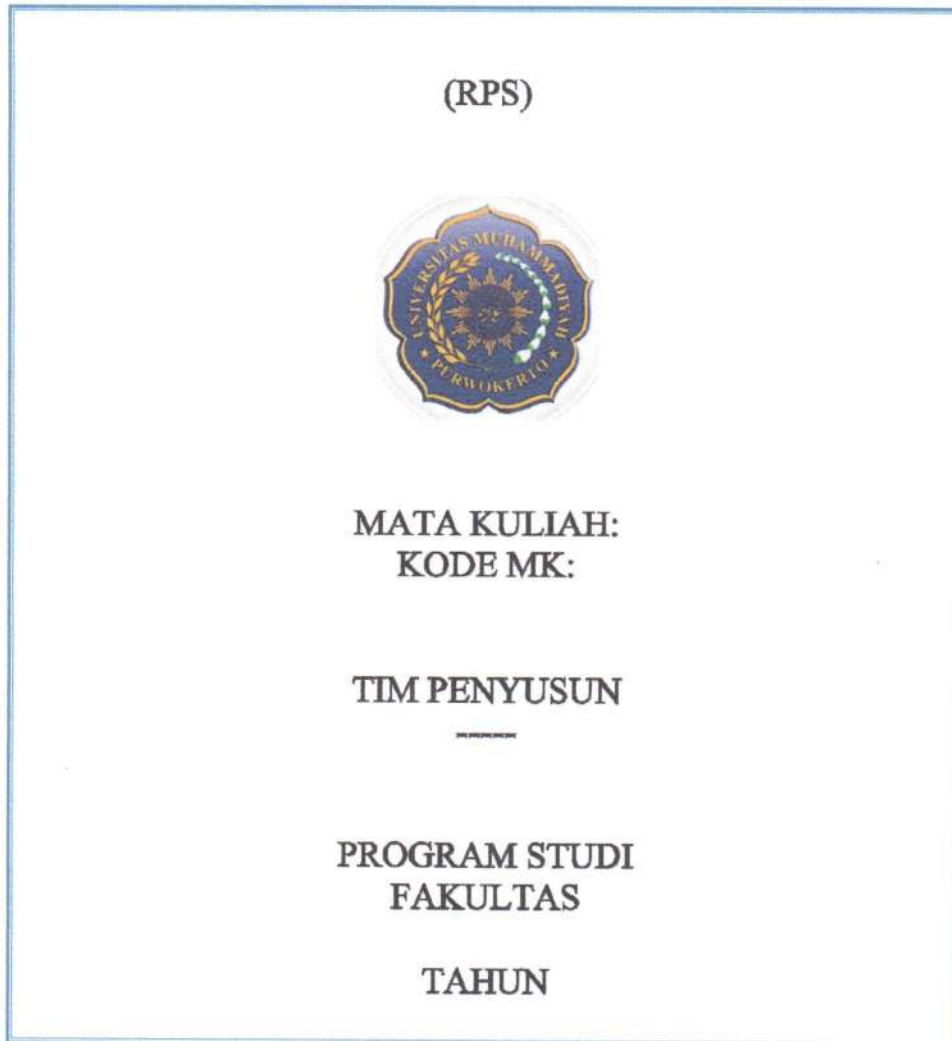 (RPS)
UNIVERSITAS MUHAMMADIYAH
★ PURWOKERTO ★
MATA KULIAH:
KODE MK:
TIM PENYUSUN
-----
PROGRAM STUDI
FAKULTAS
TAHUN